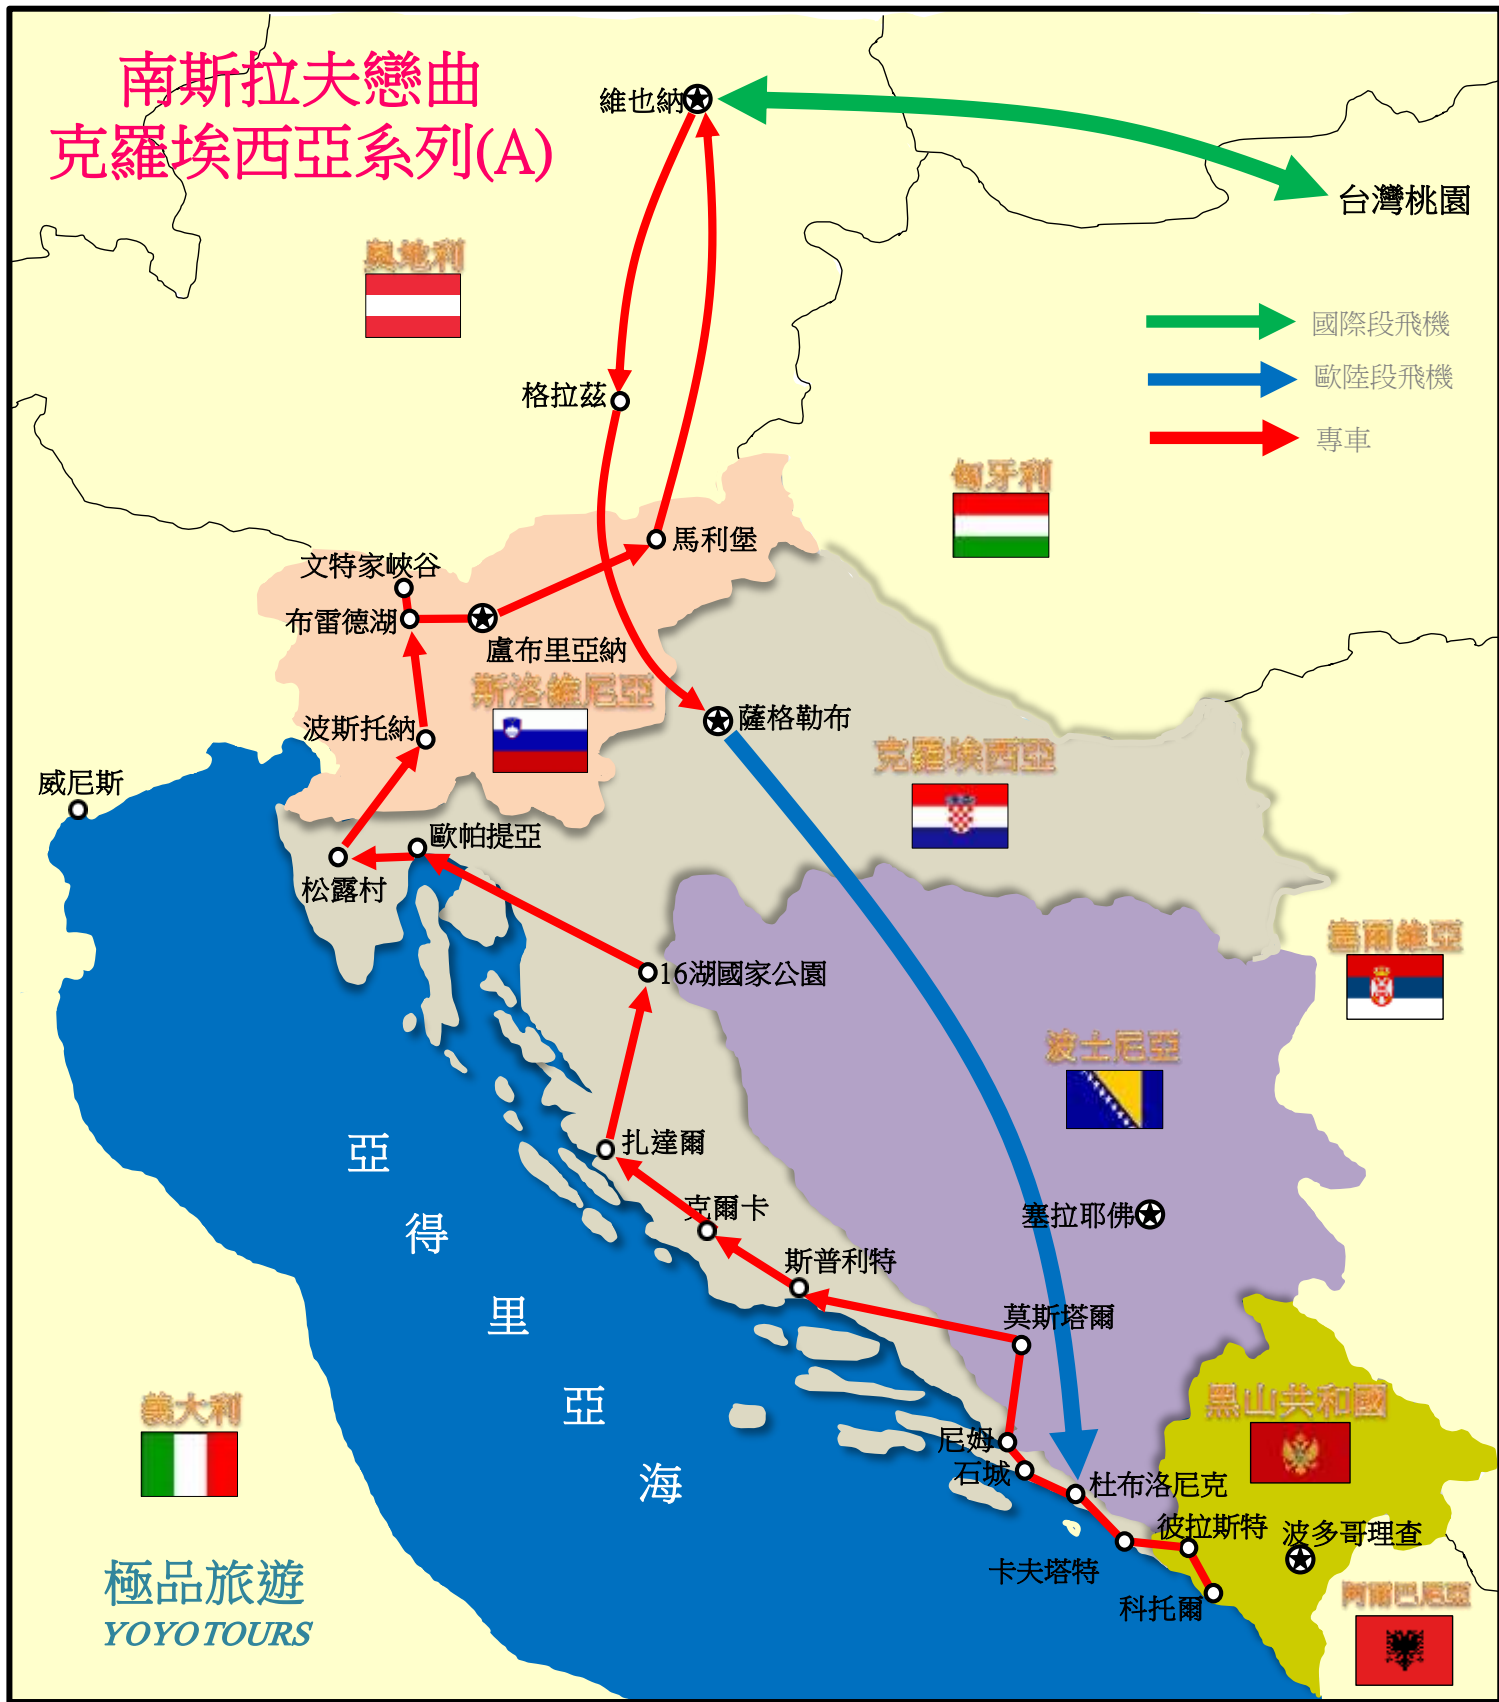 南斯拉夫戀曲
克羅埃西亞系列(A)
維也納
台灣桃園
奧地利
國際段飛機
歐陸段飛機
專車
格拉茲
匈牙利
馬利堡
文特家峽谷
布雷德湖
盧布里亞納
斯洛維尼亞
波斯托納
薩格勒布
克羅埃西亞
威尼斯
歐帕提亞
松露村
塞爾維亞
16湖國家公園
波士尼亞
亞得里亞海
扎達爾
克爾卡
塞拉耶佛
斯普利特
莫斯塔爾
義大利
黑山共和國
尼姆
石城
杜布洛尼克
彼拉斯特
波多哥理查
卡夫塔特
科托爾
阿爾巴尼亞
極品旅遊
YOYO TOURS